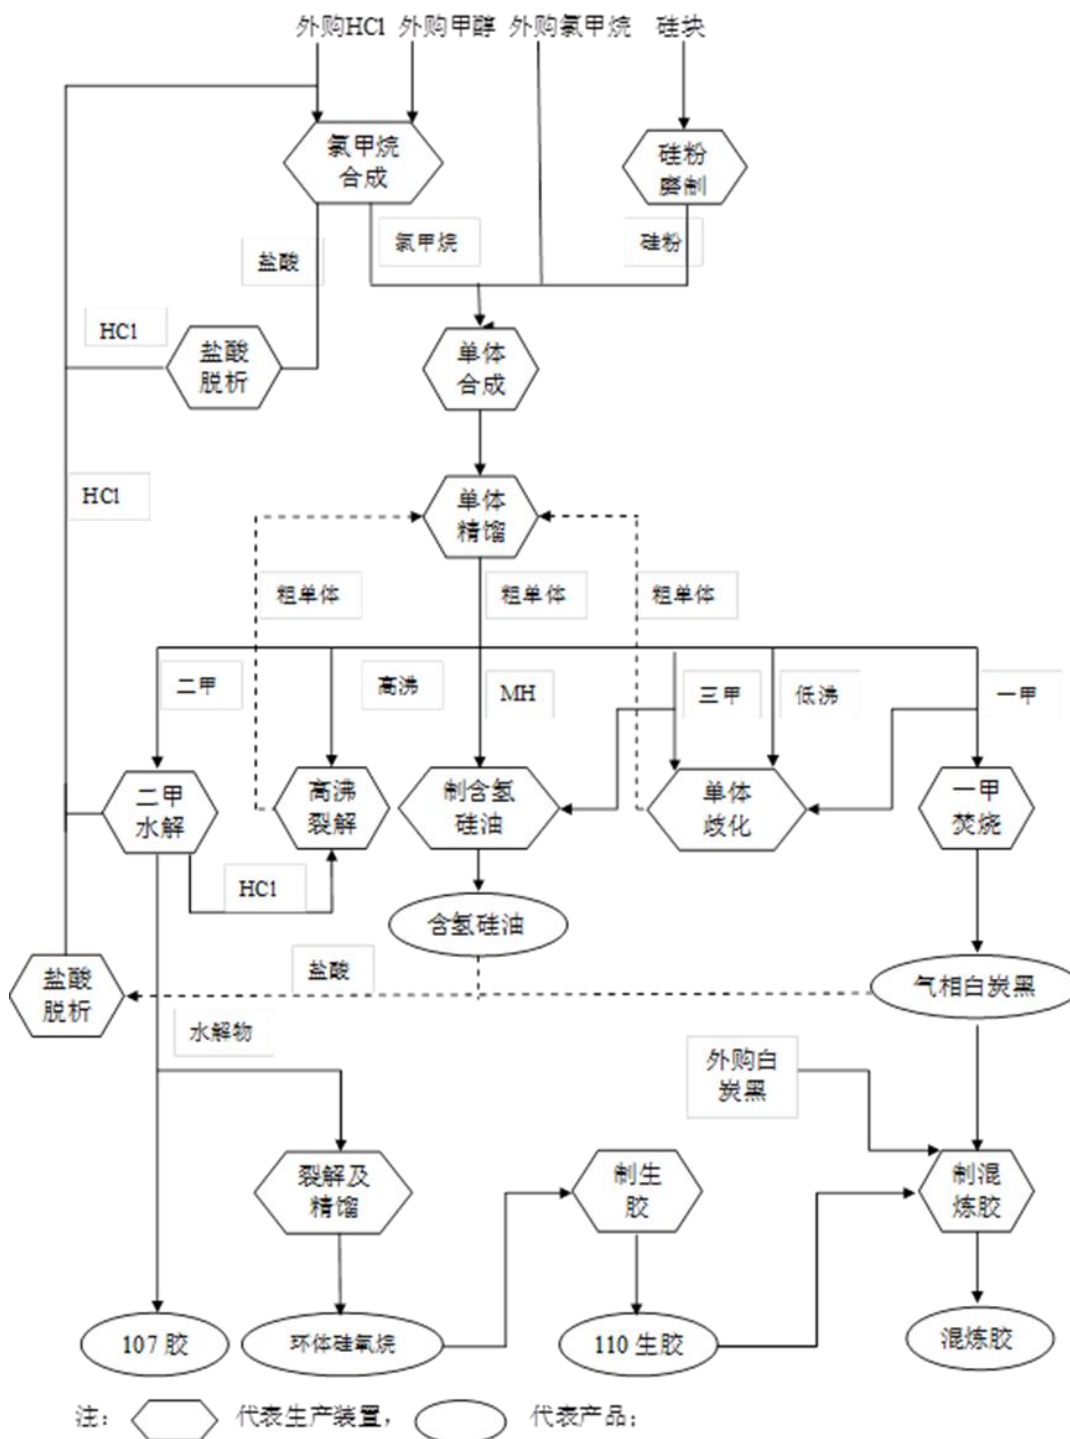 外购HCl 外购甲醇 外购氯甲烷 硅块
氯甲烷
合成
硅粉
磨制
盐酸
氯甲烷
硅粉
HCl
盐酸
脱析
单体
合成
HCl
单体
精馏
粗单体
粗单体
粗单体
二甲
高沸
MH
三甲
低沸
一甲
二甲
水解
高沸
裂解
制含氢
硅油
单体
歧化
一甲
焚烧
HCl
含氢硅油
盐酸
脱析
盐酸
气相白炭黑
水解物
外购白
炭黑
裂解及
精馏
制生
胶
制混
炼胶
107 胶
环体硅氧烷
110 生胶
混炼胶
注： 代表生产装置， 代表产品；